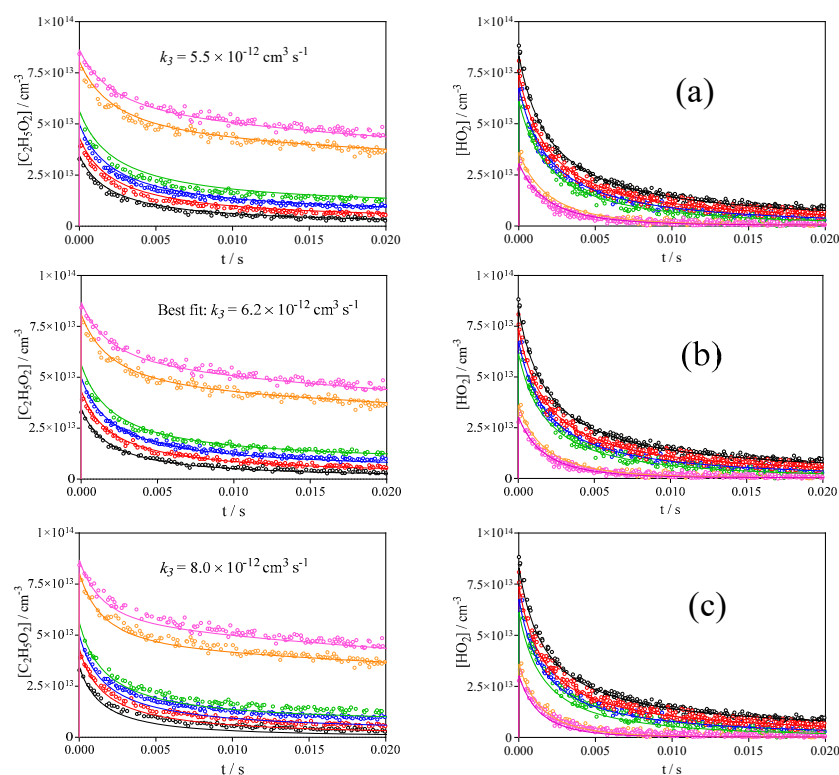 1×10¹⁴
7.5×10¹³
5.0×10¹³
2.5×10¹³
0
[C₂H₅O₂] / cm⁻³
k₃ = 5.5 × 10⁻¹² cm³ s⁻¹
0.000 0.005 0.010 0.015 0.020
t / s
1×10¹⁴
7.5×10¹³
5.0×10¹³
2.5×10¹³
0
[HO₂] / cm⁻³
(a)
0.000 0.005 0.010 0.015 0.020
t / s
1×10¹⁴
7.5×10¹³
5.0×10¹³
2.5×10¹³
0
[C₂H₅O₂] / cm⁻³
Best fit: k₃ = 6.2 × 10⁻¹² cm³ s⁻¹
0.000 0.005 0.010 0.015 0.020
t / s
1×10¹⁴
7.5×10¹³
5.0×10¹³
2.5×10¹³
0
[HO₂] / cm⁻³
(b)
0.000 0.005 0.010 0.015 0.020
t / s
1×10¹⁴
7.5×10¹³
5.0×10¹³
2.5×10¹³
0
[C₂H₅O₂] / cm⁻³
k₃ = 8.0 × 10⁻¹² cm³ s⁻¹
0.000 0.005 0.010 0.015 0.020
t / s
1×10¹⁴
7.5×10¹³
5.0×10¹³
2.5×10¹³
0
[HO₂] / cm⁻³
(c)
0.000 0.005 0.010 0.015 0.020
t / s